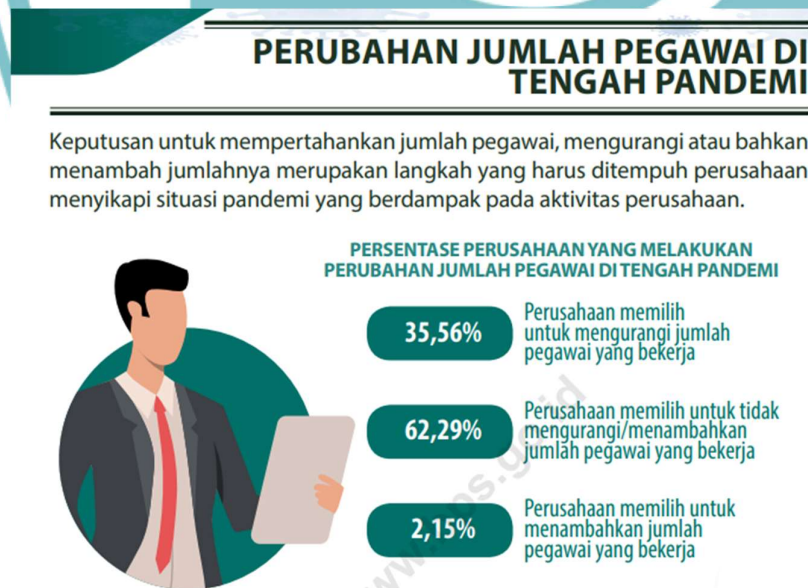 PERUBAHAN JUMLAH PEGAWAI DI
TENGAH PANDEMI
Keputusan untuk mempertahankan jumlah pegawai, mengurangi atau bahkan
menambah jumlahnya merupakan langkah yang harus ditempuh perusahaan
menyikapi situasi pandemi yang berdampak pada aktivitas perusahaan.
PERSENTASE PERUSAHAAN YANG MELAKUKAN
PERUBAHAN JUMLAH PEGAWAI DI TENGAH PANDEMI
35,56%
Perusahaan memilih
untuk mengurangi jumlah
pegawai yang bekerja
62,29%
Perusahaan memilih untuk tidak
mengurangi/menambahkan
jumlah pegawai yang bekerja
2,15%
Perusahaan memilih untuk
menambahkan jumlah
pegawai yang bekerja